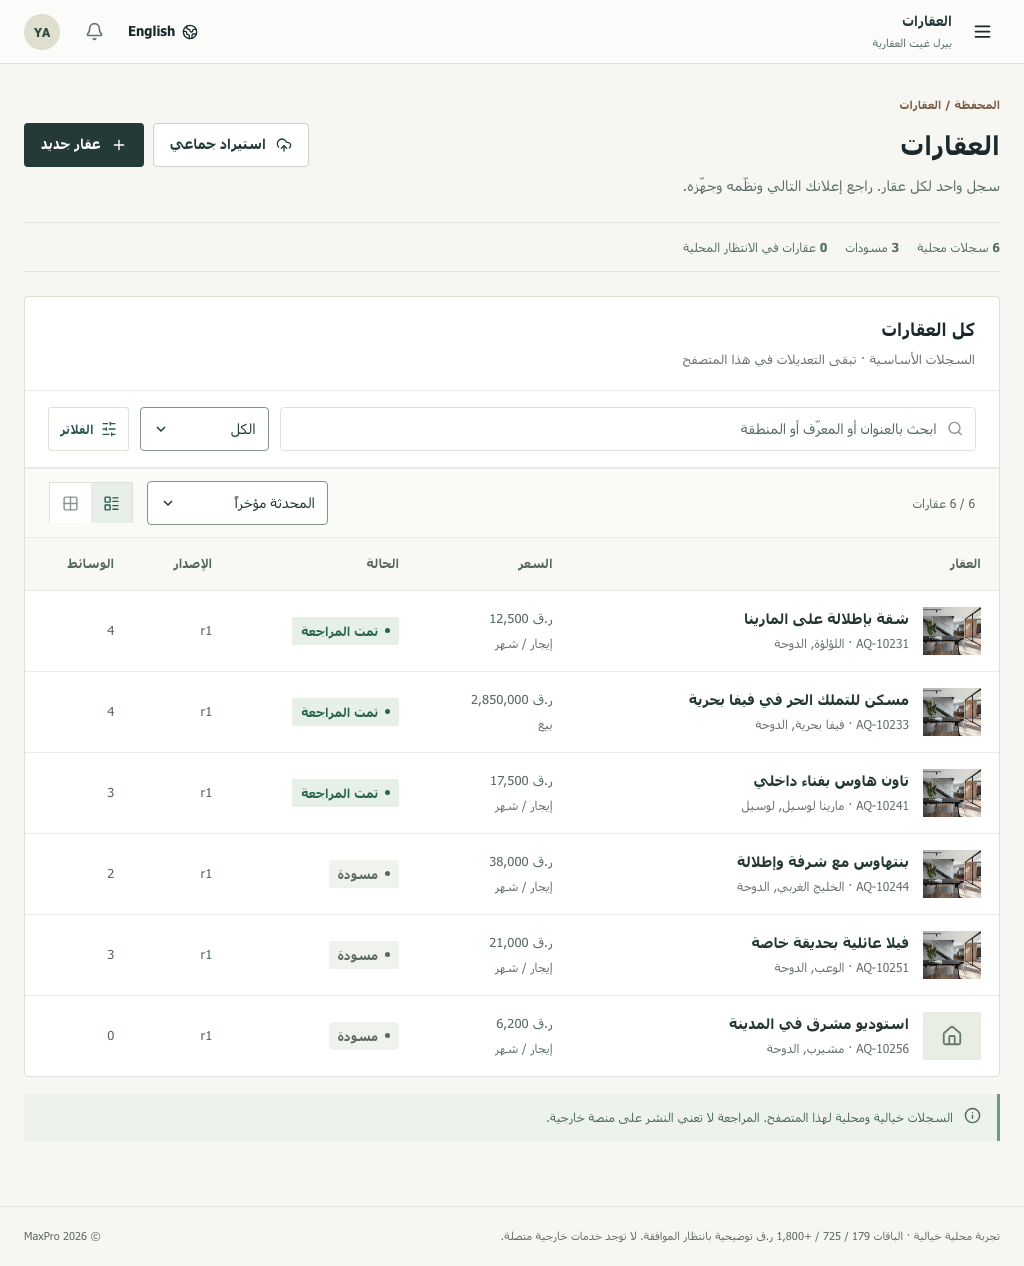 العقارات
بيرل غيت العقارية
English
YA
المحفظة / العقارات
العقارات
استيراد جماعي
عقار جديد
سجل واحد لكل عقار. راجع إعلانك التالي ونظّمه وجهّزه.
6 سجلات محلية
3 مسودات
0 عقارات في الانتظار المحلية
كل العقارات
السجلات الأساسية · تبقى التعديلات في هذا المتصفح
ابحث بالعنوان أو المعرّف أو المنطقة
الكل
الفلاتر
6 / 6 عقارات
المحدثة مؤخراً
العقار السعر الحالة الإصدار الوسائط
شقة بإطلالة على المارينا
AQ-10231 · اللؤلؤة, الدوحة
ر.ق 12,500
إيجار / شهر
تمت المراجعة
r1
4
مسكن للتملك الحر في فيفا بحرية
AQ-10233 · فيفا بحرية, الدوحة
ر.ق 2,850,000
بيع
تمت المراجعة
r1
4
تاون هاوس بفناء داخلي
AQ-10241 · مارينا لوسيل, لوسيل
ر.ق 17,500
إيجار / شهر
تمت المراجعة
r1
3
بنتهاوس مع شرفة وإطلالة
AQ-10244 · الخليج الغربي, الدوحة
ر.ق 38,000
إيجار / شهر
مسودة
r1
2
فيلا عائلية بحديقة خاصة
AQ-10251 · الوعب, الدوحة
ر.ق 21,000
إيجار / شهر
مسودة
r1
3
استوديو مشرق في المدينة
AQ-10256 · مشيرب, الدوحة
ر.ق 6,200
إيجار / شهر
مسودة
r1
0
السجلات خيالية ومحلية لهذا المتصفح. المراجعة لا تعني النشر على منصة خارجية.
تجربة محلية خيالية · الباقات 179 / 725 / +1,800 ر.ق توضيحية بانتظار الموافقة. لا توجد خدمات خارجية متصلة.
© 2026 MaxPro